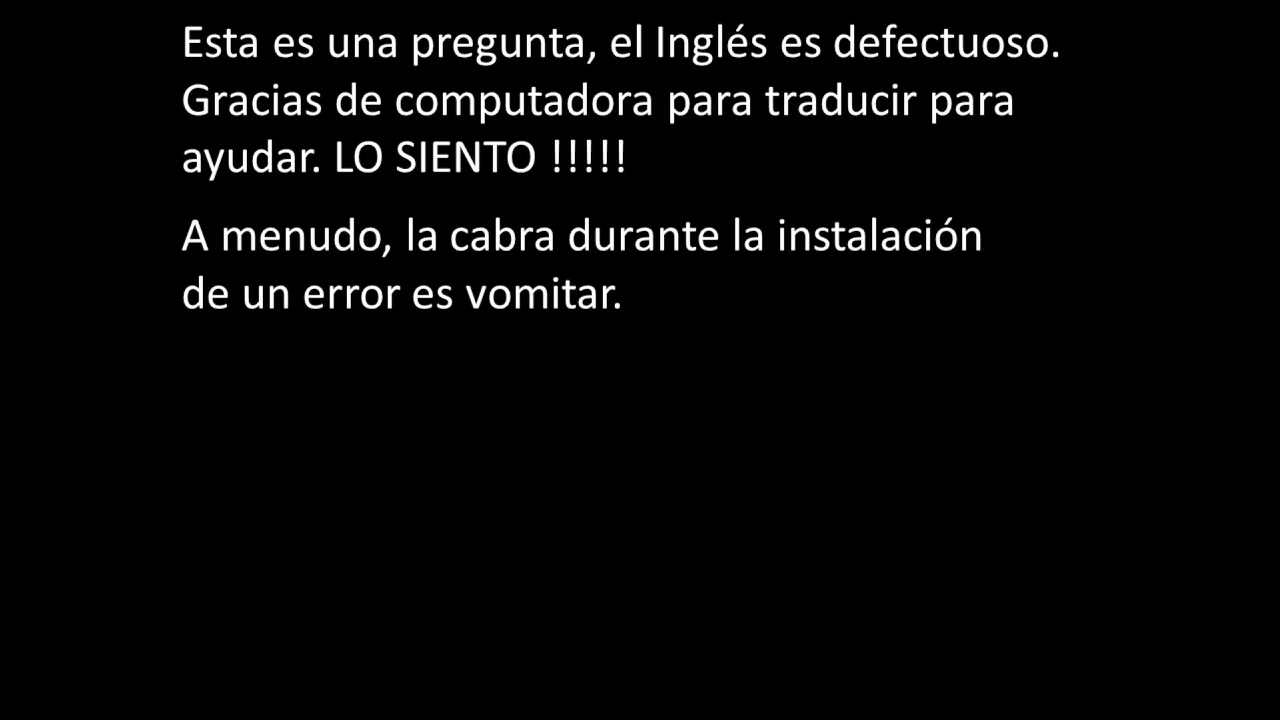 Esta es una pregunta, el Inglés es defectuoso.
Gracias de computadora para traducir para
ayudar. LO SIENTO !!!!!
A menudo, la cabra durante la instalación
de un error es vomitar.